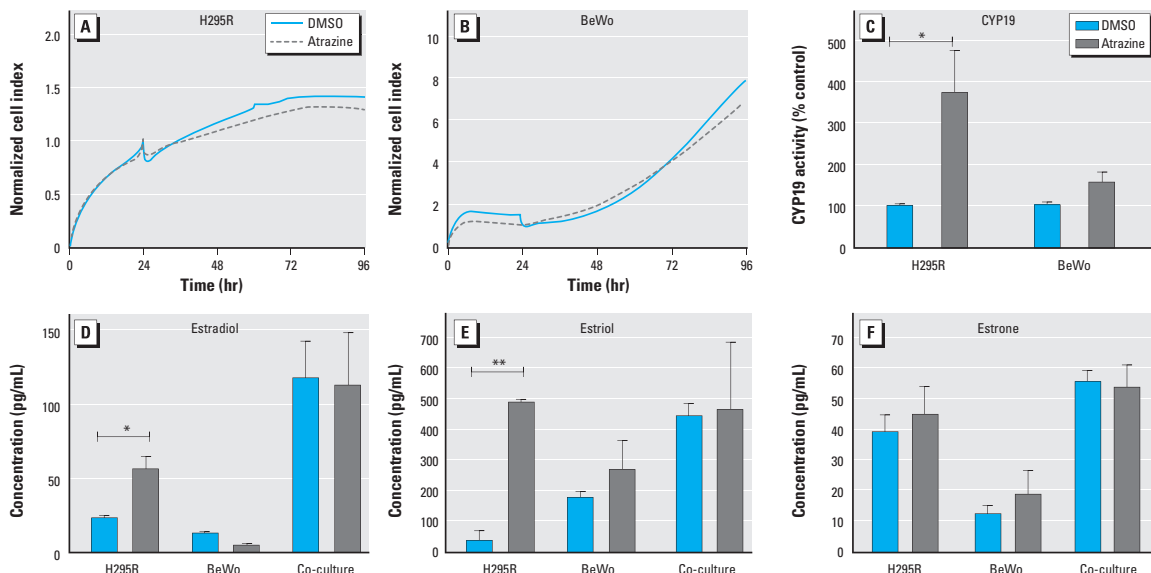 A
H295R
DMSO
Atrazine
2.0
1.5
1.0
0.5
0
Normalized cell index
0 24 48 72 96
Time (hr)
B
BeWo
10
8
6
4
2
0
Normalized cell index
0 24 48 72 96
Time (hr)
C
CYP19
DMSO
Atrazine
500
400
300
200
100
0
CYP19 activity (% control)
*
H295R BeWo
D
Estradiol
150
100
50
0
Concentration (pg/mL)
*
H295R BeWo Co-culture
E
Estriol
700
600
500
400
300
200
100
0
Concentration (pg/mL)
**
H295R BeWo Co-culture
F
Estrone
70
60
50
40
30
20
10
0
Concentration (pg/mL)
H295R BeWo Co-culture